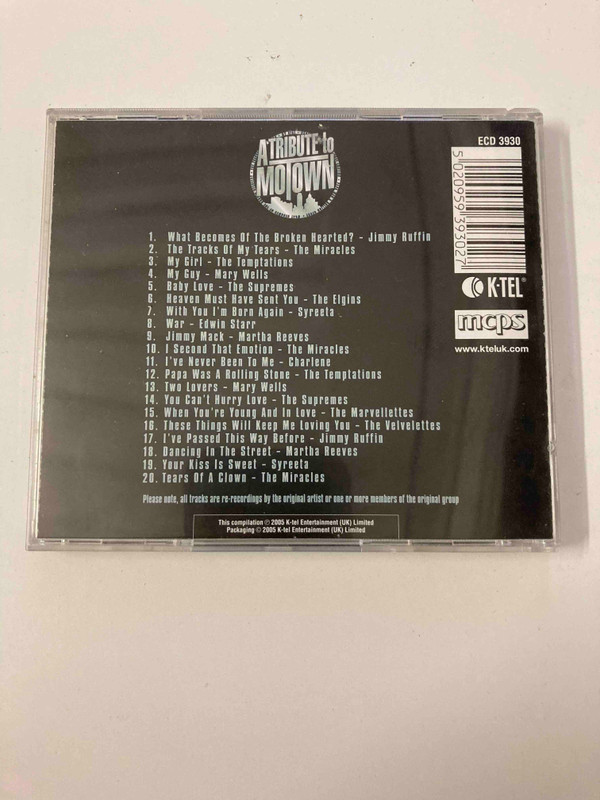 A TRIBUTE to
MOTOWN
ECD 3930
5 020959 393027
K·TEL®
mcps
www.kteluk.com
1. What Becomes Of The Broken Hearted? - Jimmy Ruffin
2. The Tracks Of My Tears - The Miracles
3. My Girl - The Temptations
4. My Guy - Mary Wells
5. Baby Love - The Supremes
6. Heaven Must Have Sent You - The Elgins
7. With You I'm Born Again - Syreeta
8. War - Edwin Starr
9. Jimmy Mack - Martha Reeves
10. I Second That Emotion - The Miracles
11. I've Never Been To Me - Charlene
12. Papa Was A Rolling Stone - The Temptations
13. Two Lovers - Mary Wells
14. You Can't Hurry Love - The Supremes
15. When You're Young And In Love - The Marvellettes
16. These Things Will Keep Me Loving You - The Velvelettes
17. I've Passed This Way Before - Jimmy Ruffin
18. Dancing In The Street - Martha Reeves
19. Your Kiss Is Sweet - Syreeta
20. Tears Of A Clown - The Miracles
Please note, all tracks are re-recordings by the original artist or one or more members of the original group
This compilation ℗ 2005 K-tel Entertainment (UK) Limited
Packaging © 2005 K-tel Entertainment (UK) Limited